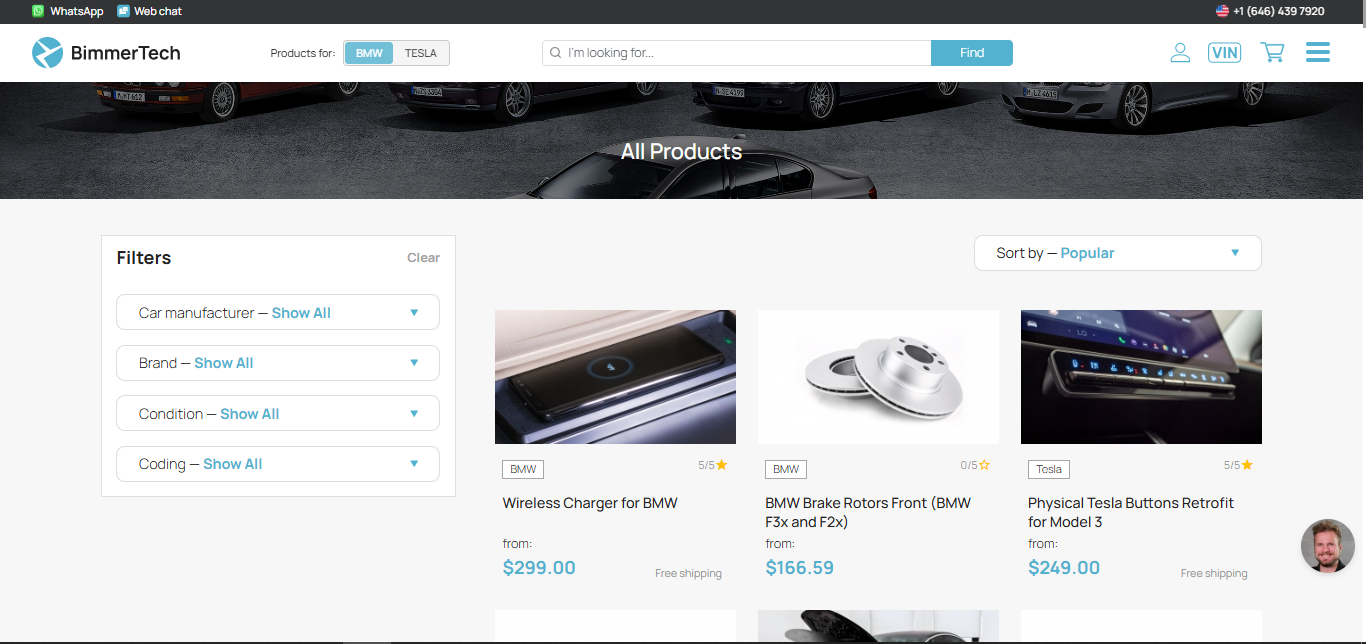 WhatsApp Web chat +1 (646) 439 7920
BimmerTech Products for: BMW TESLA I'm looking for... Find VIN
All Products
Filters Clear
Sort by — Popular
Car manufacturer — Show All
Brand — Show All
Condition — Show All
Coding — Show All
BMW 5/5
Wireless Charger for BMW
from:
$299.00 Free shipping
BMW 0/5
BMW Brake Rotors Front (BMW
F3x and F2x)
from:
$166.59
Tesla 5/5
Physical Tesla Buttons Retrofit
for Model 3
from:
$249.00 Free shipping